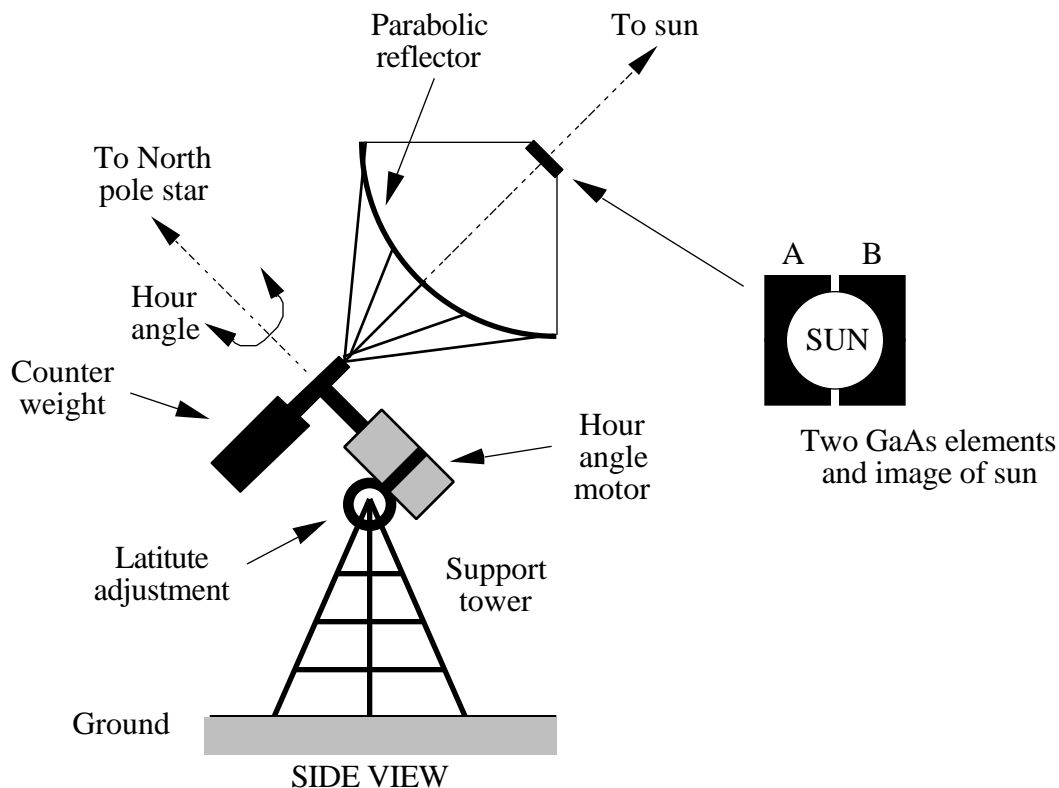 Parabolic
reflector
To sun
To North
pole star
Hour
angle
A B
SUN
Counter
weight
Two GaAs elements
and image of sun
Hour
angle
motor
Latitute
adjustment
Support
tower
Ground
SIDE VIEW